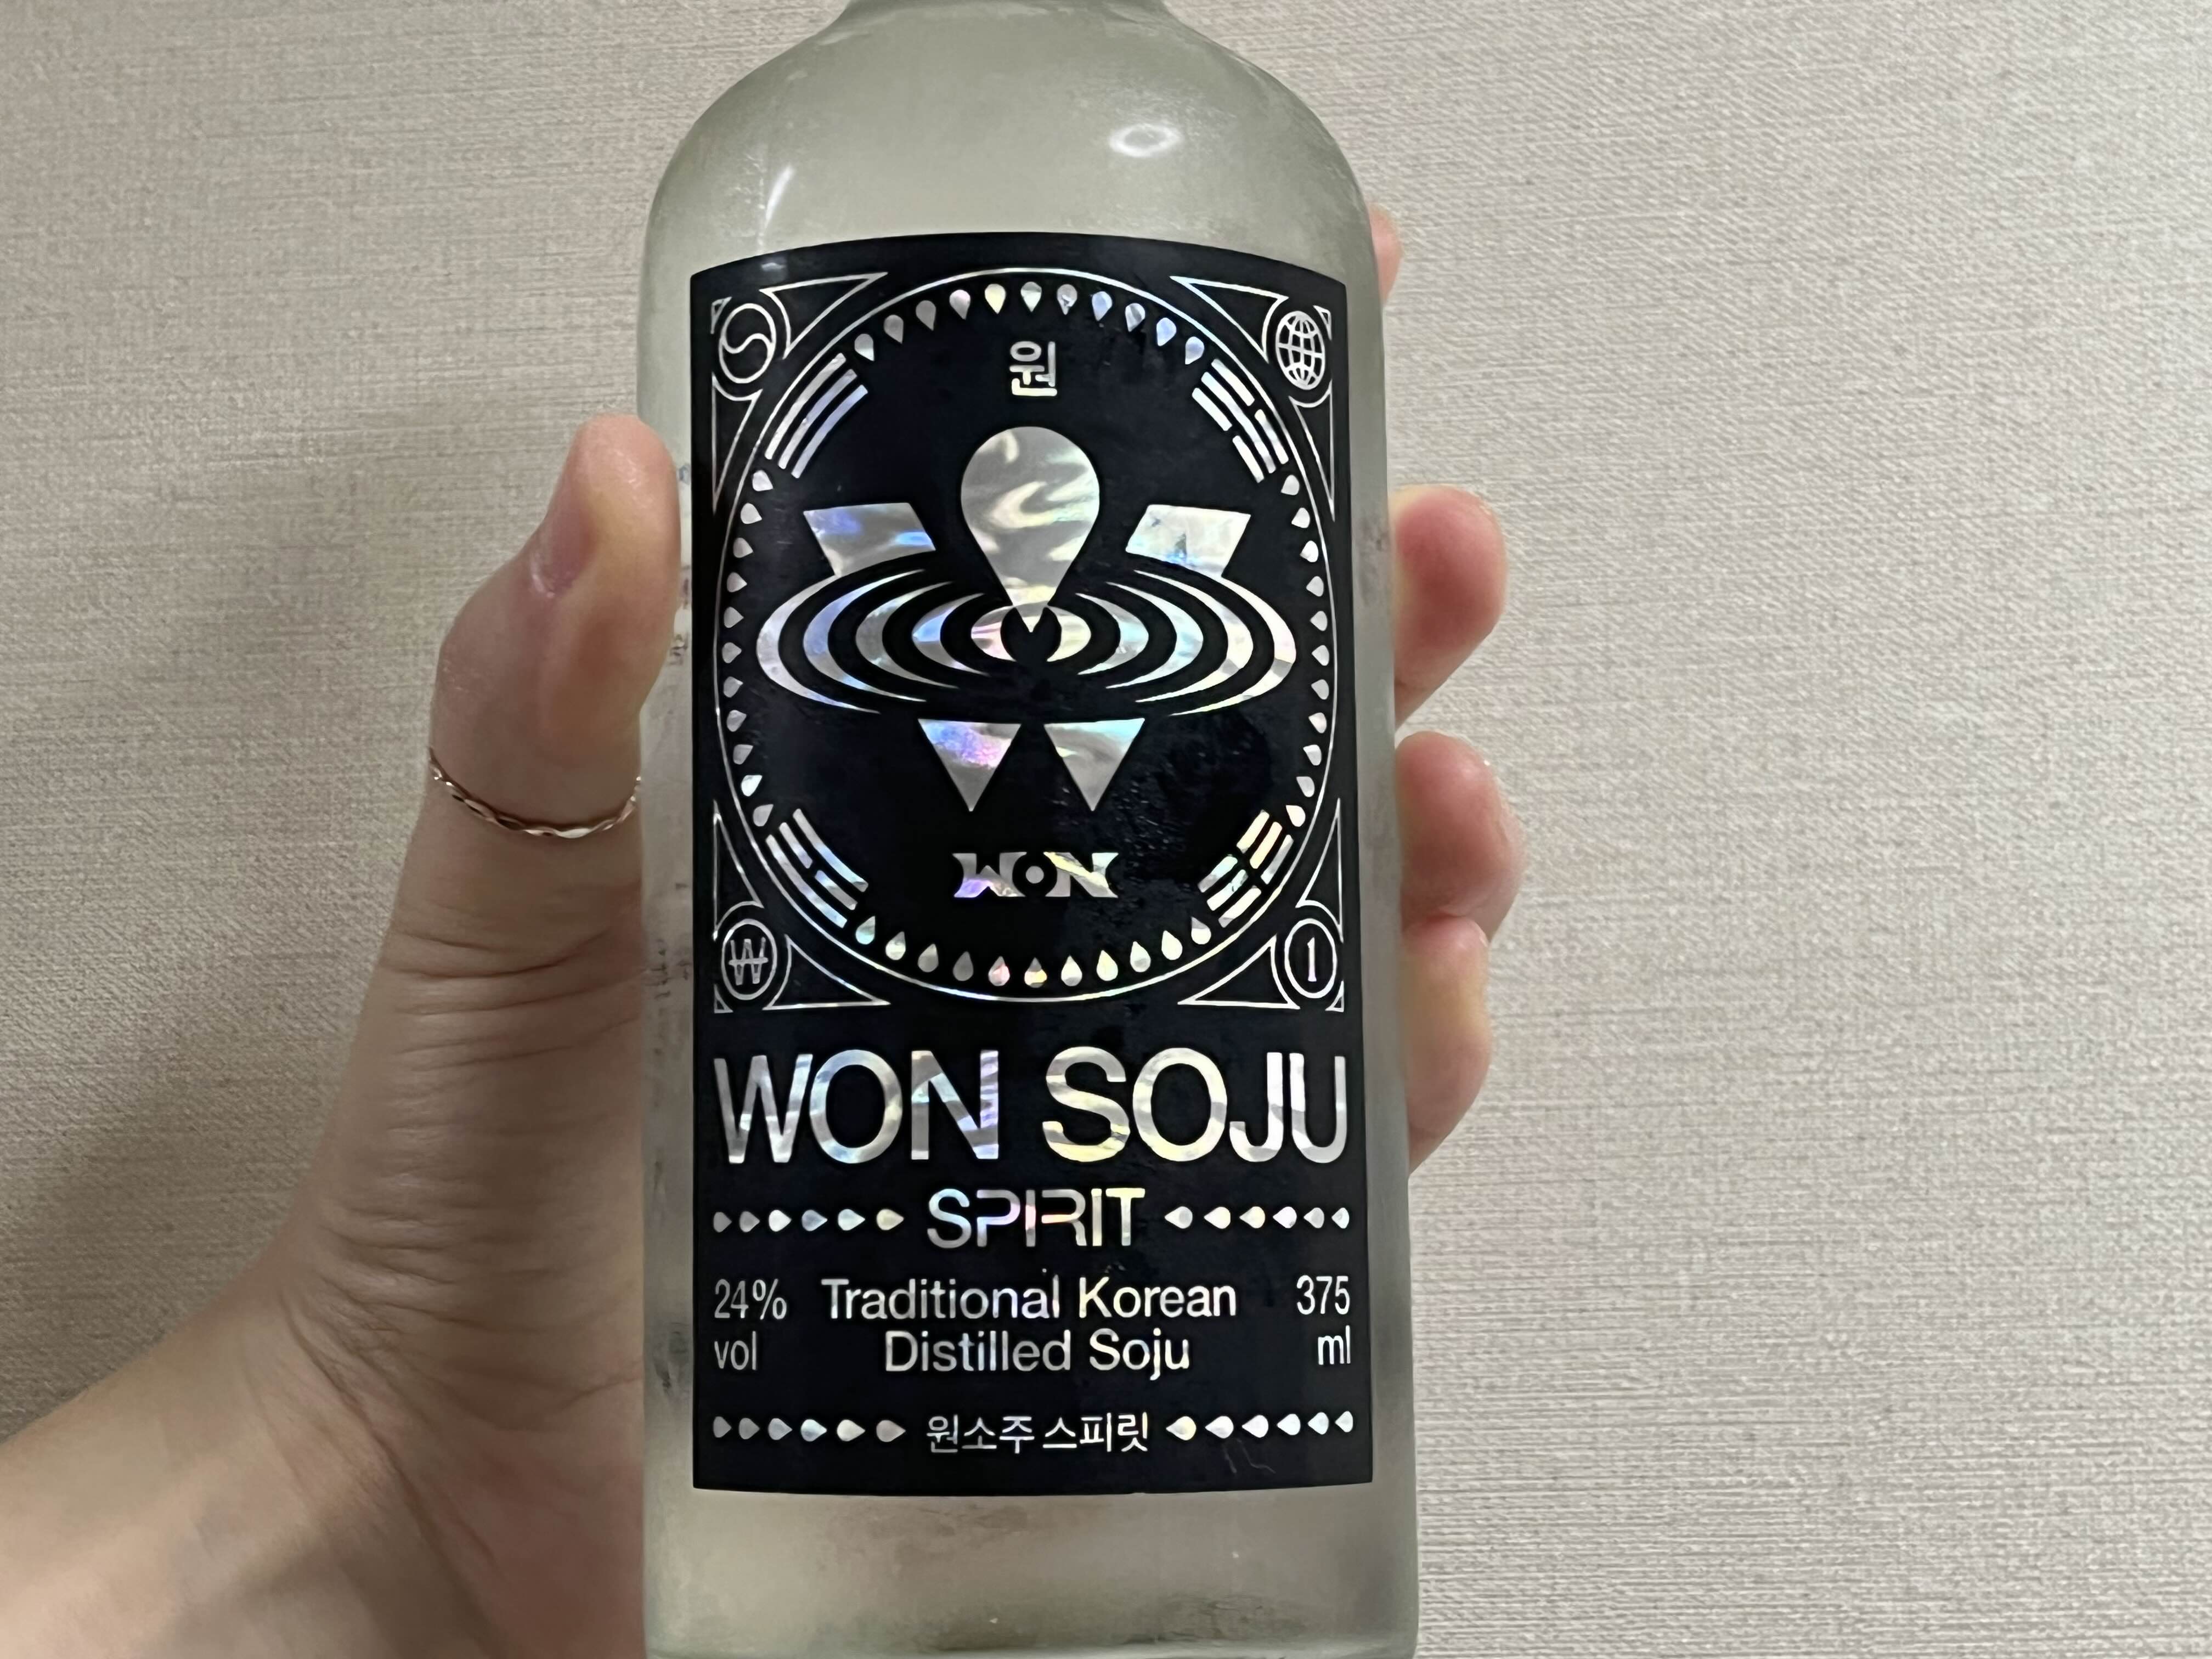 원
WON
₩
1
WON SOJU
SPIRIT
24% vol
Traditional Korean
Distilled Soju
375 ml
원소주 스피릿